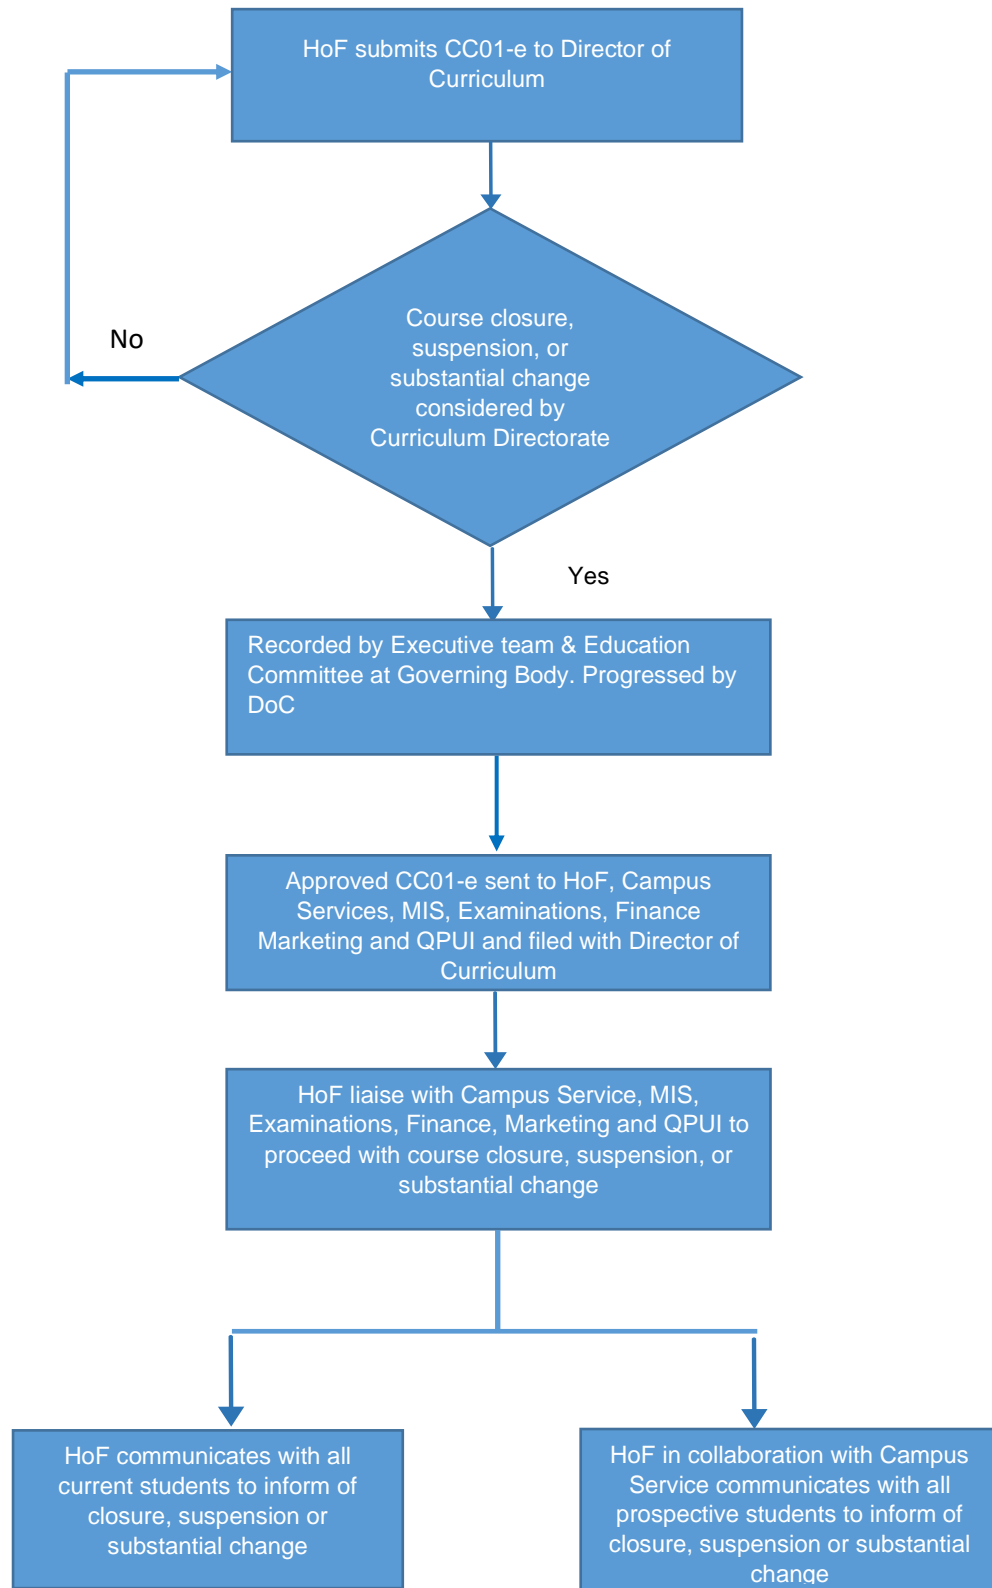 HoF submits CC01-e to Director of
Curriculum
Course closure,
suspension, or
substantial change
considered by
Curriculum Directorate
No
Yes
Recorded by Executive team & Education
Committee at Governing Body. Progressed by
DoC
Approved CC01-e sent to HoF, Campus
Services, MIS, Examinations, Finance
Marketing and QPUI and filed with Director of
Curriculum
HoF liaise with Campus Service, MIS,
Examinations, Finance, Marketing and QPUI to
proceed with course closure, suspension, or
substantial change
HoF communicates with all
current students to inform of
closure, suspension or
substantial change
HoF in collaboration with Campus
Service communicates with all
prospective students to inform of
closure, suspension or substantial
change